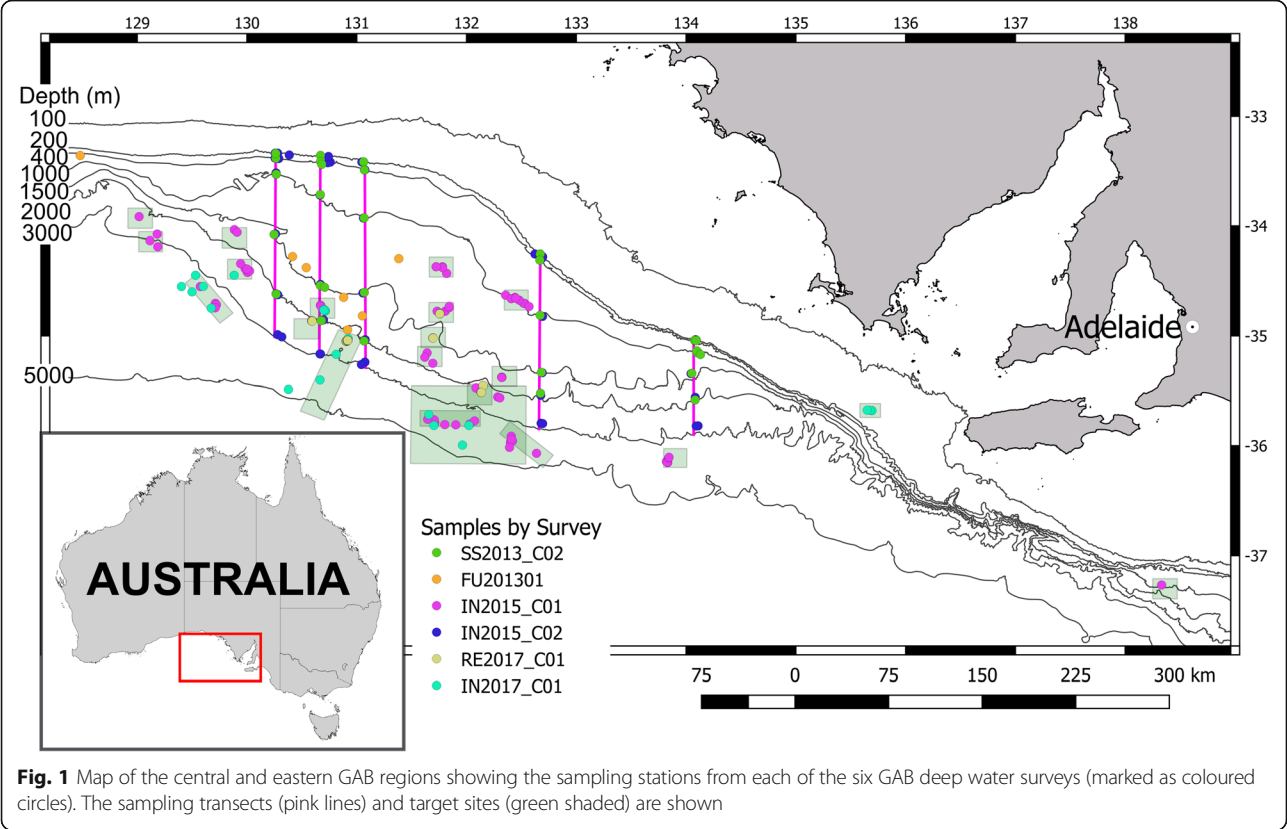 129 130 131 132 133 134 135 136 137 138
Depth (m)
100
200
400
1000
1500
2000
3000
5000
-33
-34
-35
-36
-37
Adelaide
AUSTRALIA
Samples by Survey
SS2013_C02
FU201301
IN2015_C01
IN2015_C02
RE2017_C01
IN2017_C01
75 0 75 150 225 300 km
Fig. 1 Map of the central and eastern GAB regions showing the sampling stations from each of the six GAB deep water surveys (marked as coloured
circles). The sampling transects (pink lines) and target sites (green shaded) are shown